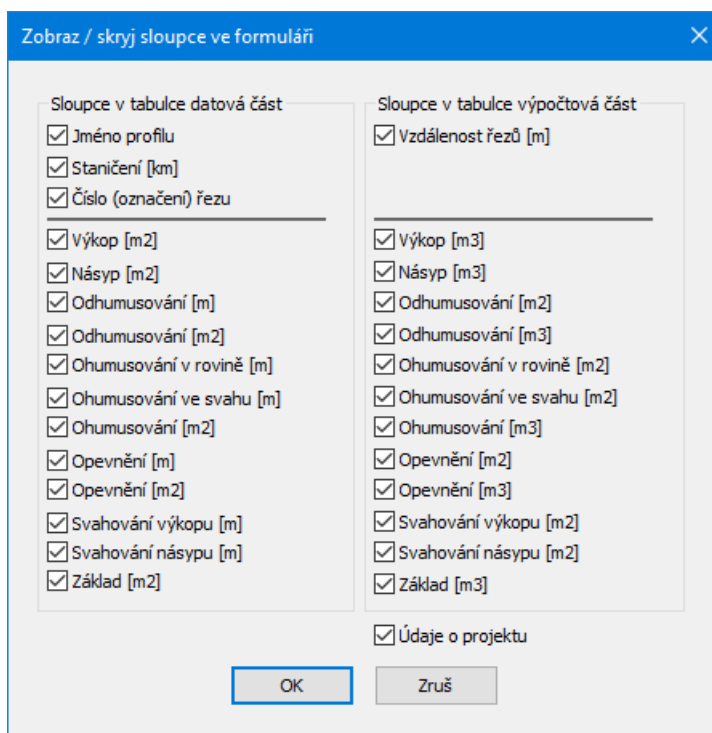 Zobraz / skryj sloupce ve formuláři
Sloupce v tabulce datová část
Jméno profilu
Staničení [km]
Číslo (označení) řezu
Výkop [m2]
Násyp [m2]
Odhumusování [m]
Odhumusování [m2]
Ohumusování v rovině [m]
Ohumusování ve svahu [m]
Ohumusování [m2]
Opevnění [m]
Opevnění [m2]
Svahování výkopu [m]
Svahování násypu [m]
Základ [m2]
Sloupce v tabulce výpočtová část
Vzdálenost řezů [m]
Výkop [m3]
Násyp [m3]
Odhumusování [m2]
Odhumusování [m3]
Ohumusování v rovině [m2]
Ohumusování ve svahu [m2]
Ohumusování [m3]
Opevnění [m2]
Opevnění [m3]
Svahování výkopu [m2]
Svahování násypu [m2]
Základ [m3]
Údaje o projektu
OK
Zruš